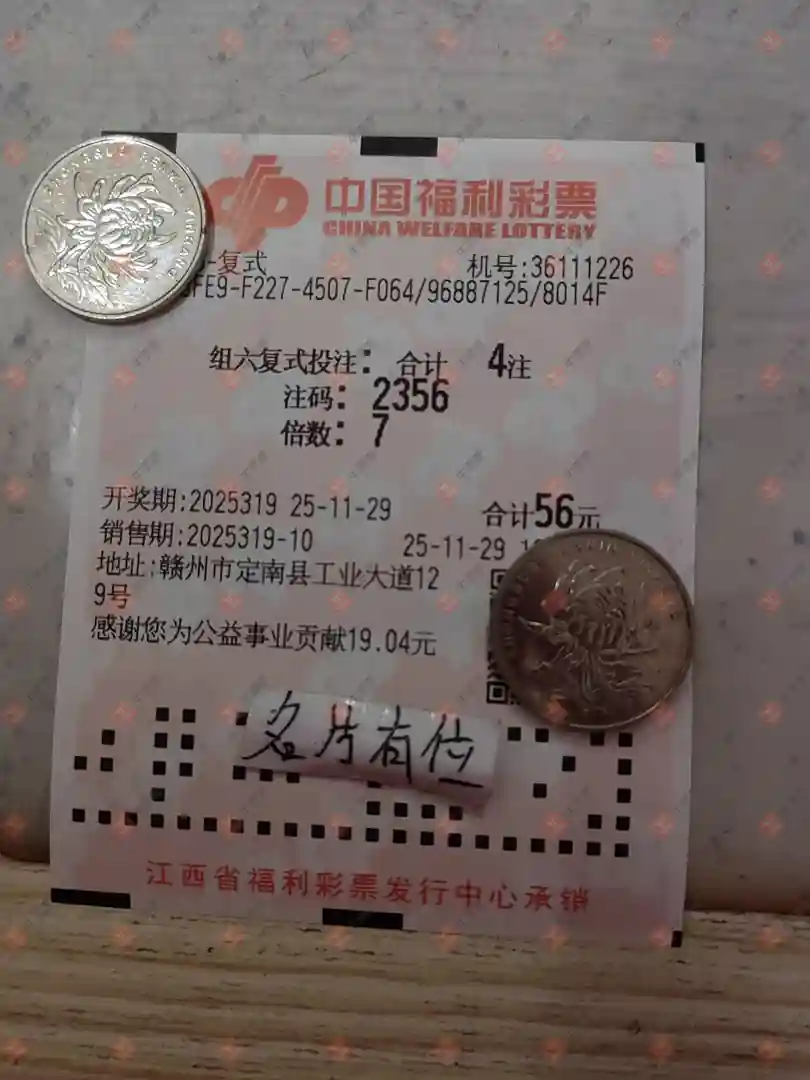 中国福利彩票
CHINA WELFARE LOTTERY
-复式 机号:36111226
FE9-F227-4507-F064/96887125/8014F
组六复式投注: 合计 4注
注码: 2356
倍数: 7
开奖期:2025319 25-11-29 合计56元
销售期:2025319-10 25-11-29
地址:赣州市定南县工业大道12
9号
感谢您为公益事业贡献19.04元
名片有位
江西省福利彩票发行中心承销